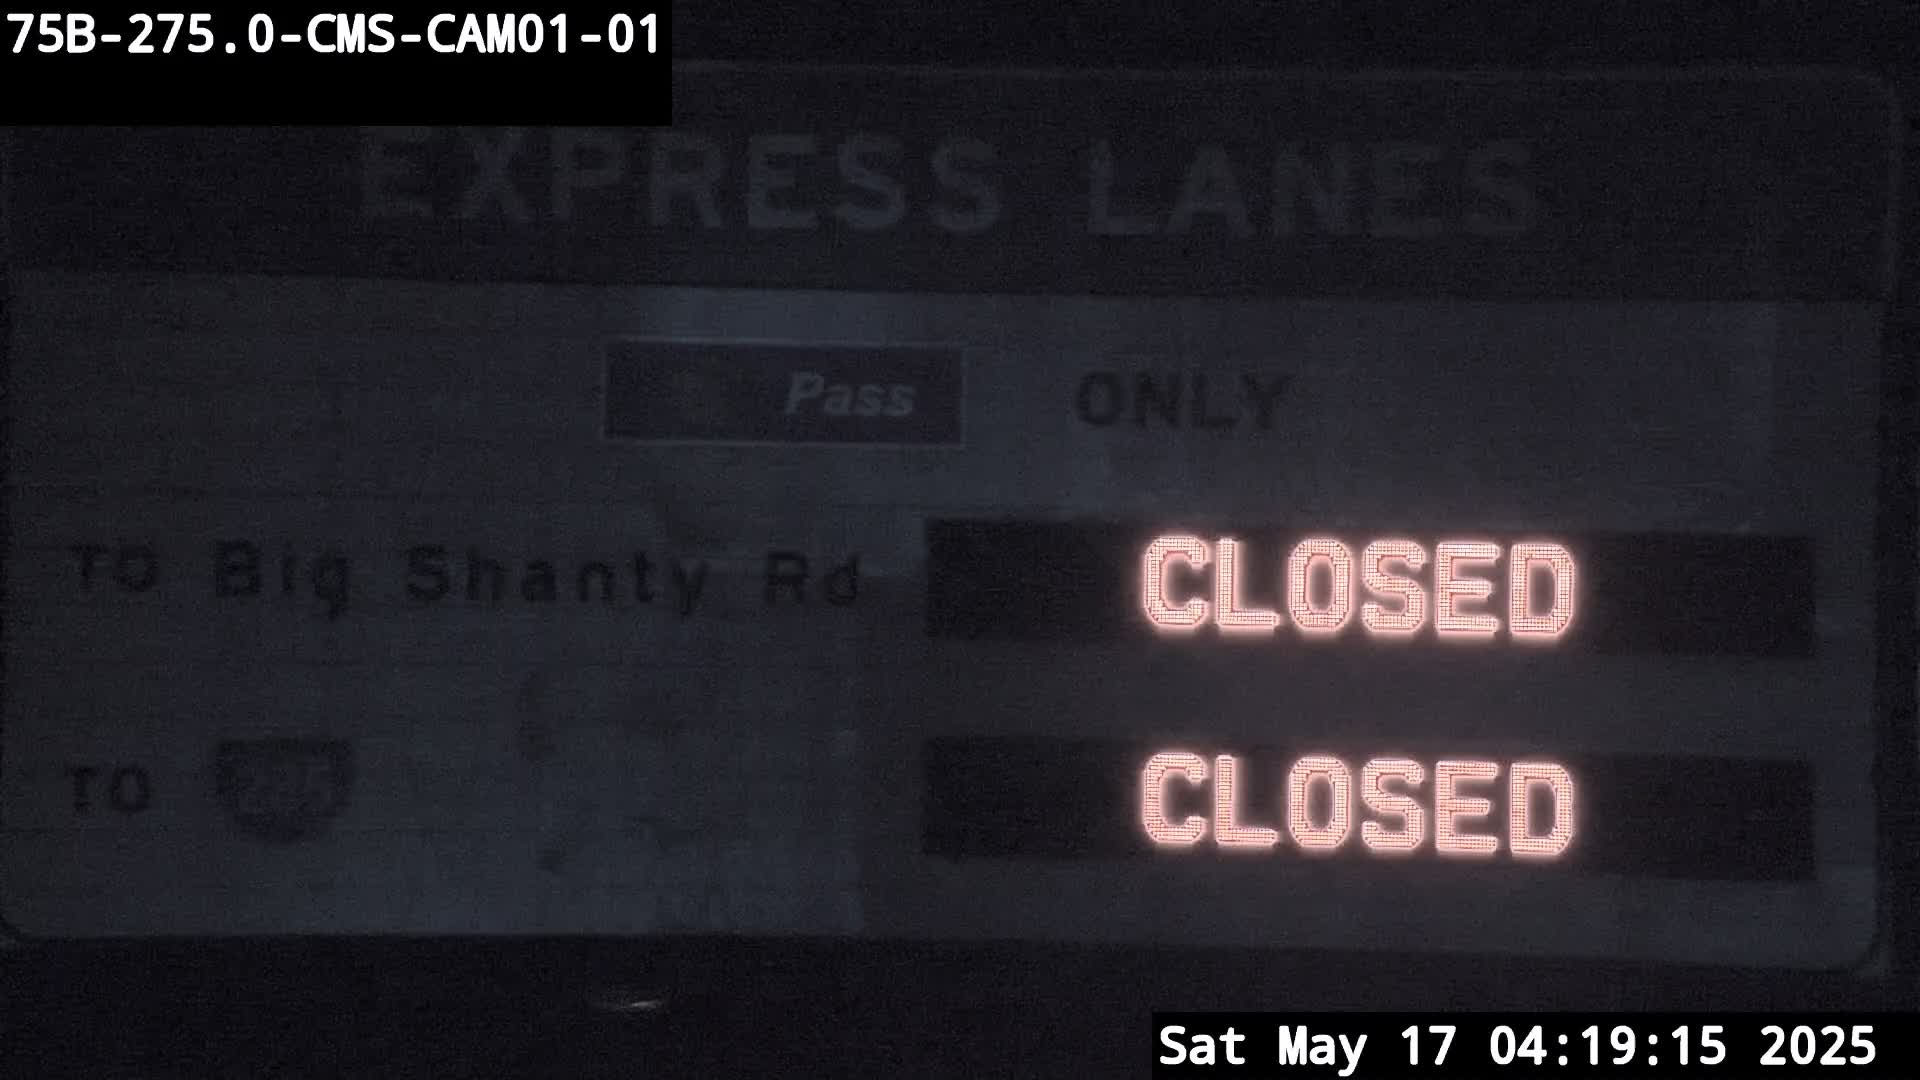 75B-275.0-CMS-CAM01-01
EXPRESS LANES
Pass ONLY
TO Big Shanty Rd CLOSED
TO CLOSED
Sat May 17 04:19:15 2025